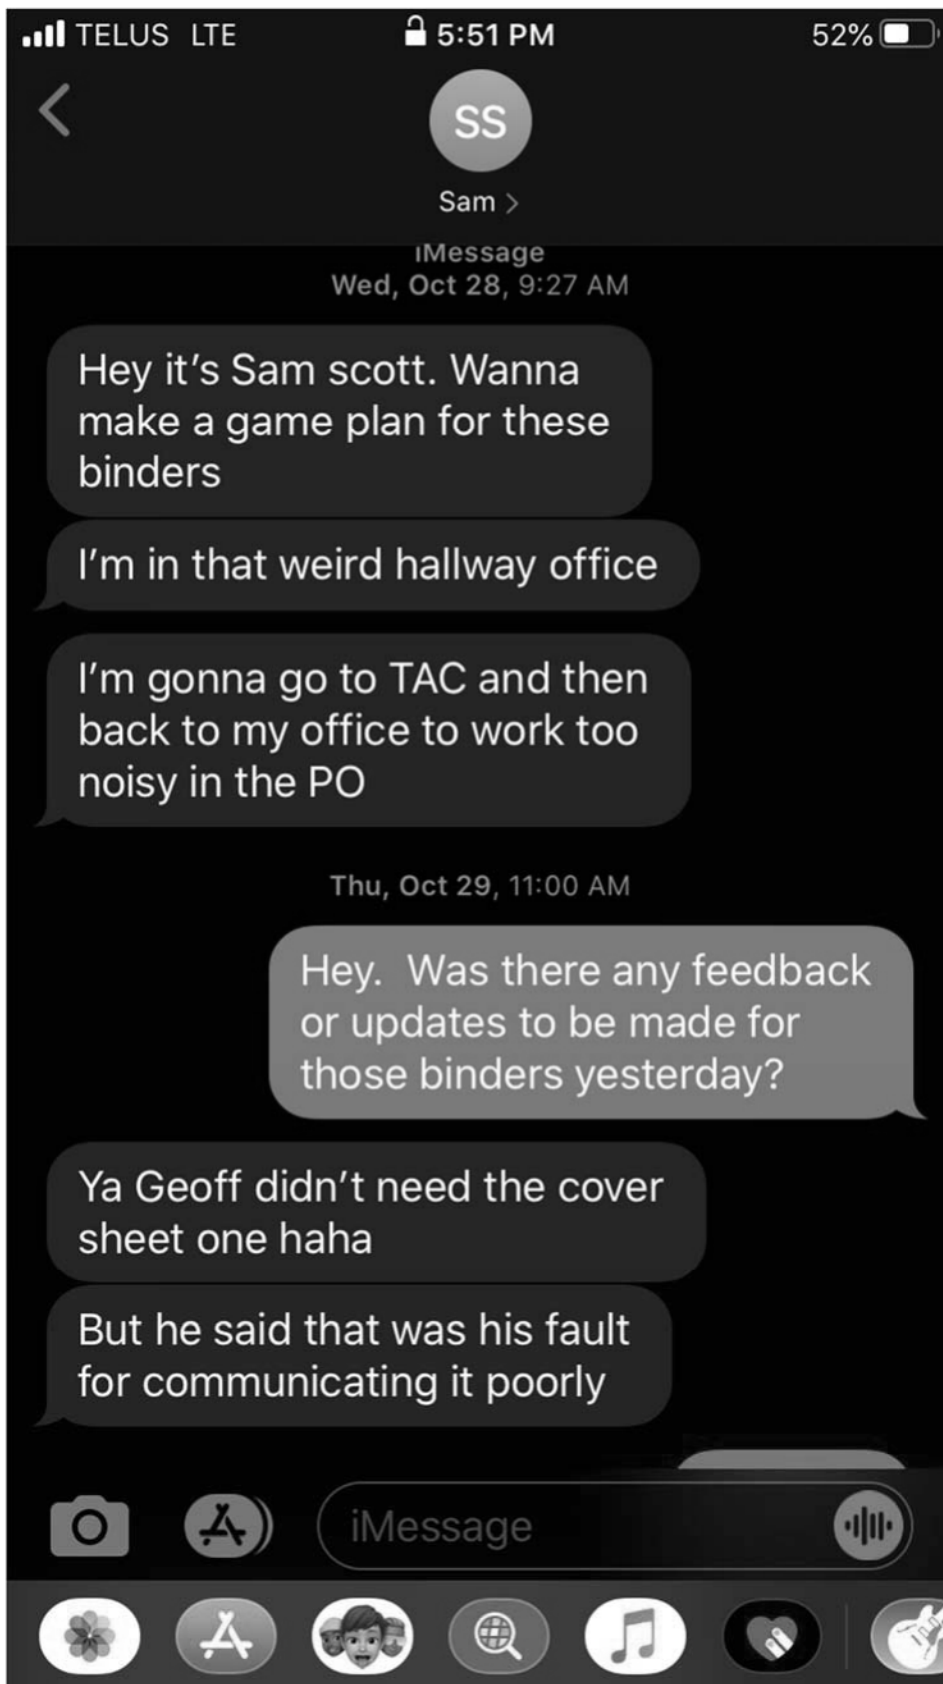 TELUS LTE 5:51 PM 52%
SS
Sam >
iMessage
Wed, Oct 28, 9:27 AM
Hey it's Sam scott. Wanna
make a game plan for these
binders
I'm in that weird hallway office
I'm gonna go to TAC and then
back to my office to work too
noisy in the PO
Thu, Oct 29, 11:00 AM
Hey. Was there any feedback
or updates to be made for
those binders yesterday?
Ya Geoff didn't need the cover
sheet one haha
But he said that was his fault
for communicating it poorly
iMessage